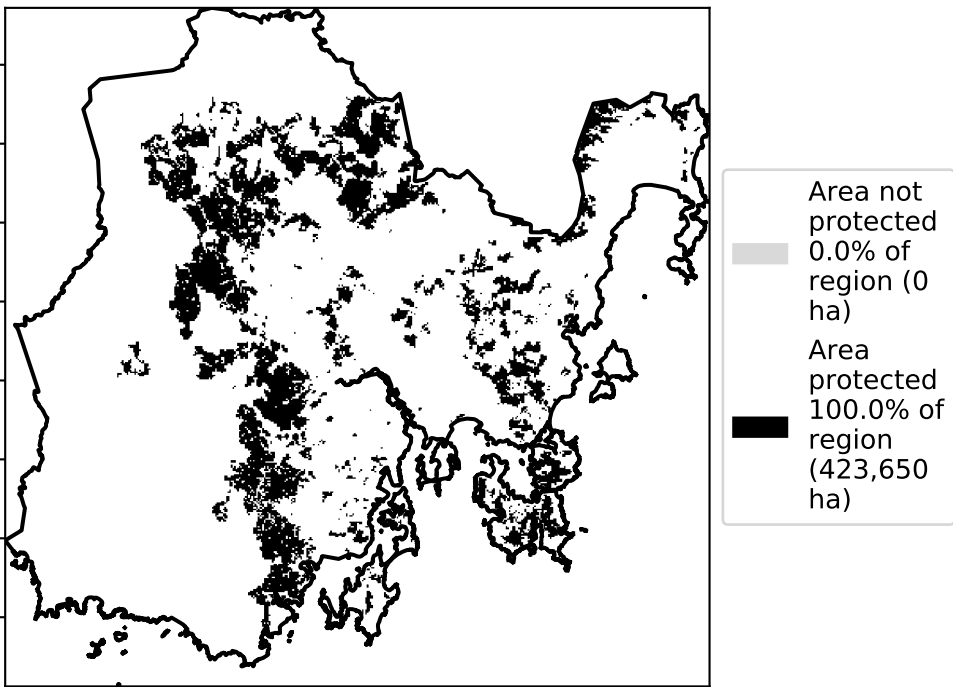 Area not
protected
0.0% of
region (0
ha)
Area
protected
100.0% of
region
(423,650
ha)